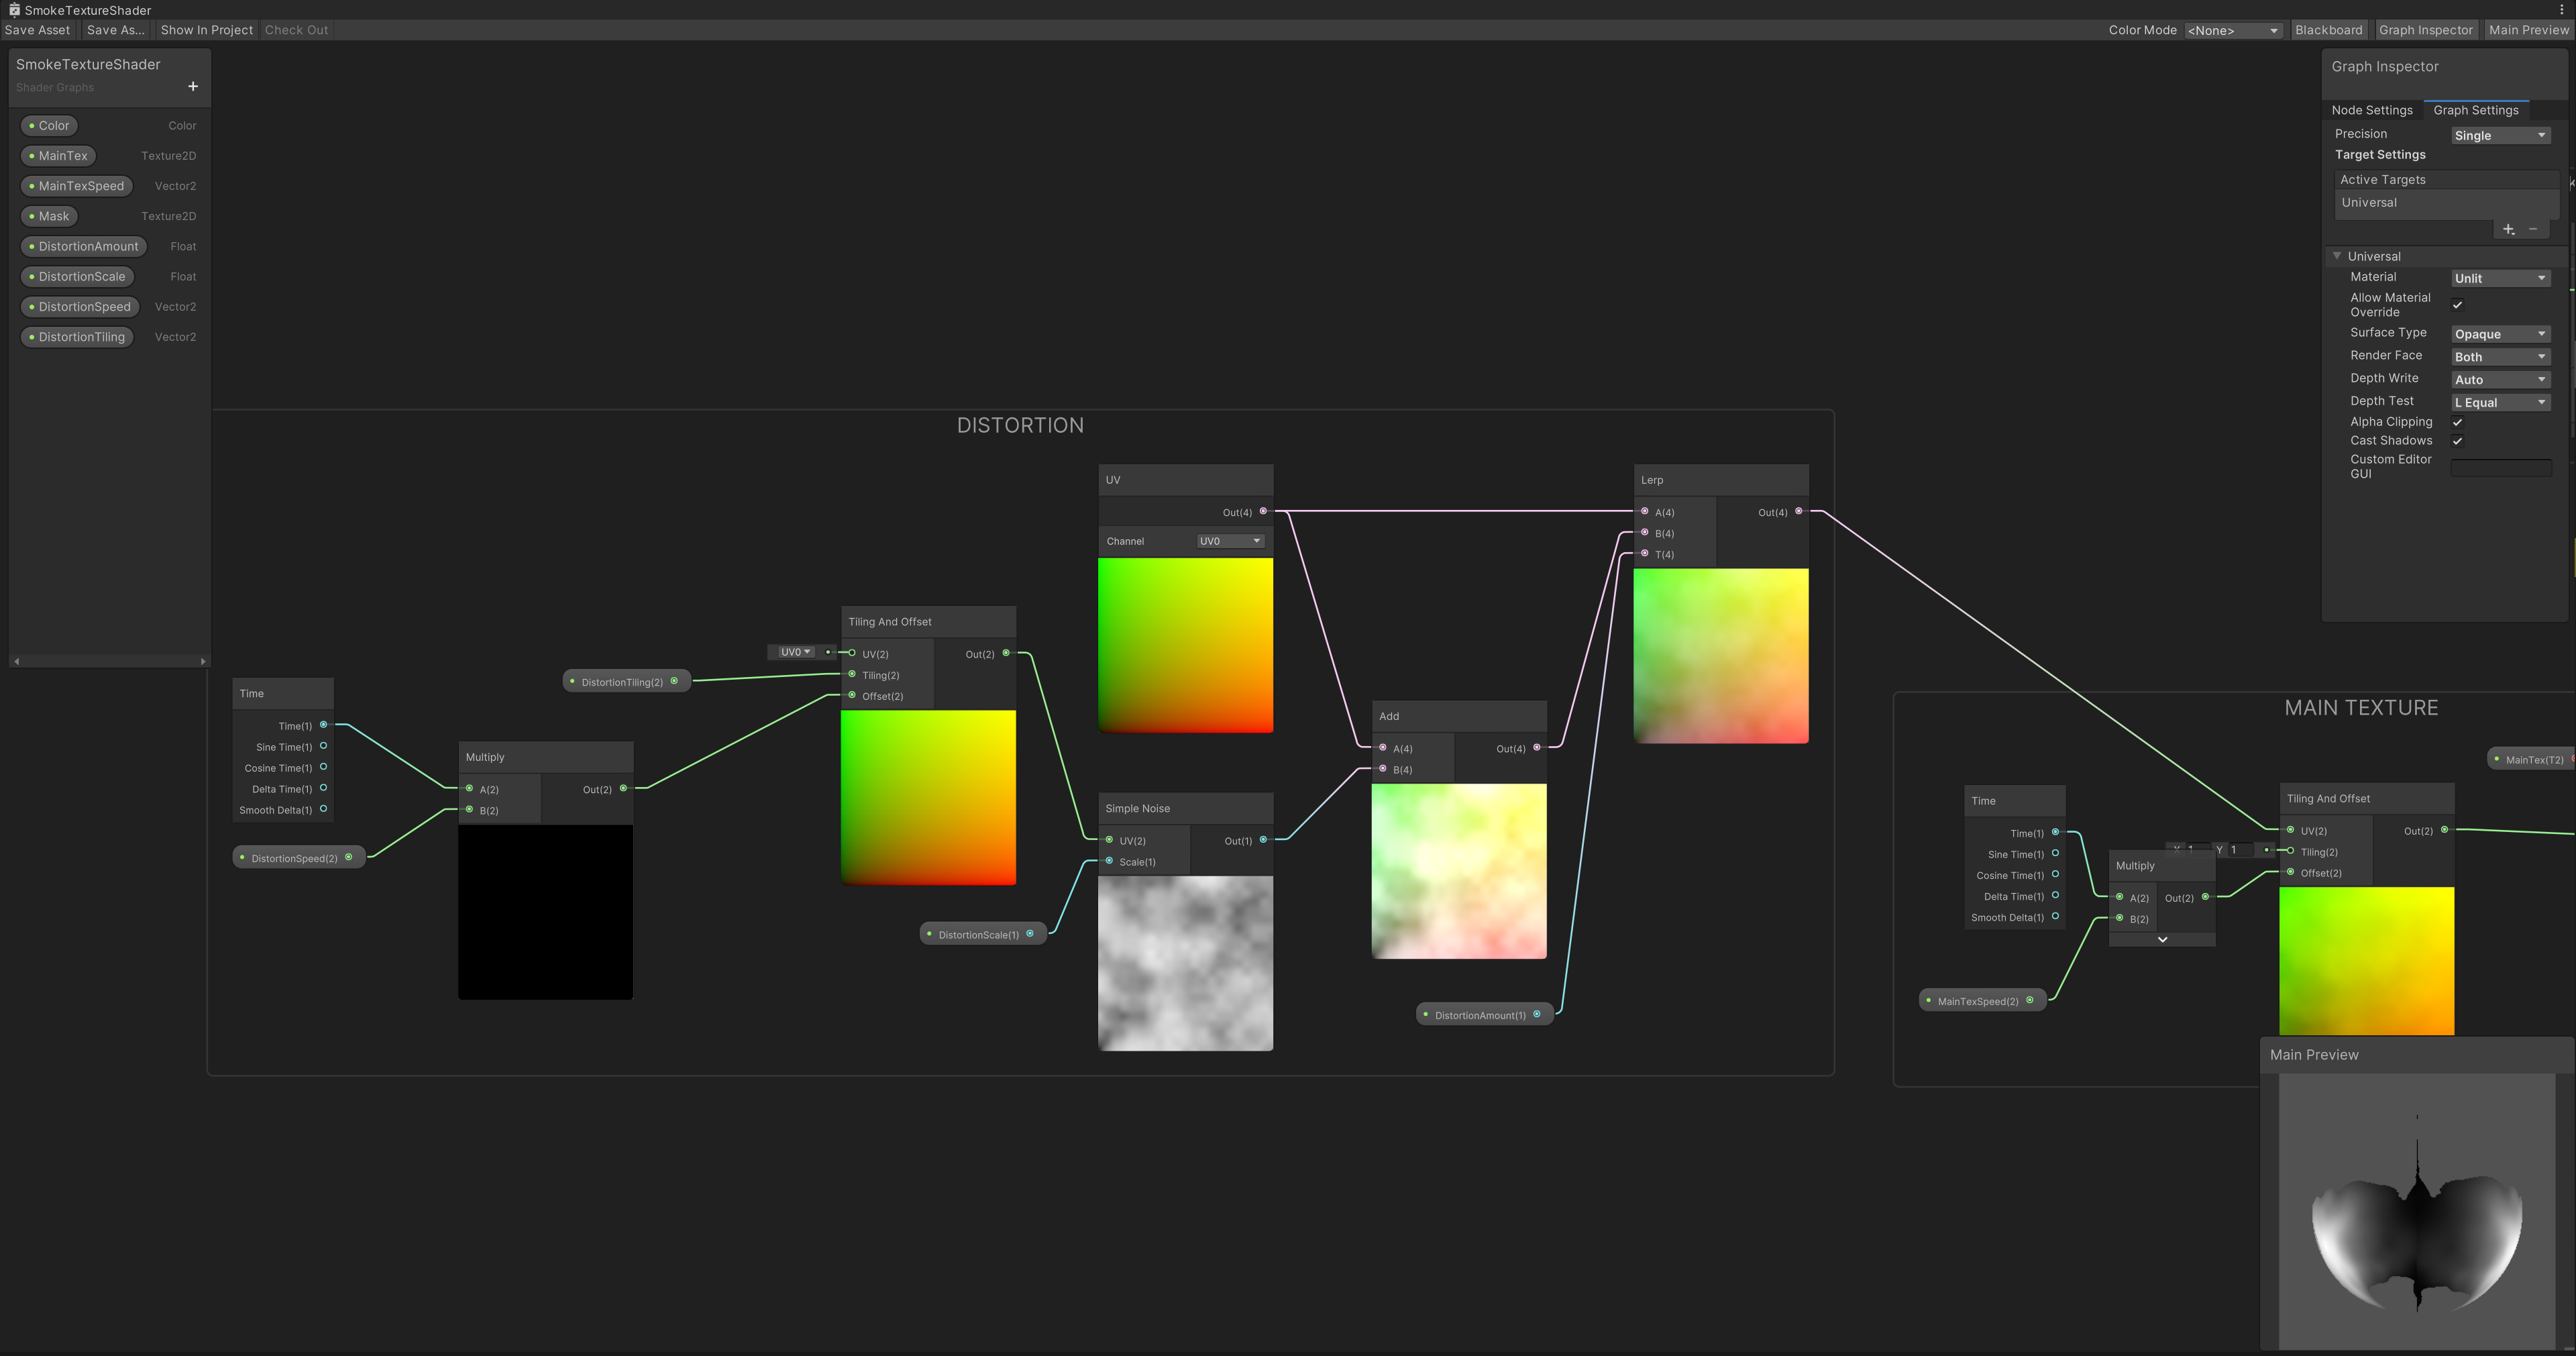 SmokeTextureShader
Save Asset Save As... Show In Project Check Out Color Mode <None> Blackboard Graph Inspector Main Preview
SmokeTextureShader
Shader Graphs
Color Color
MainTex Texture2D
MainTexSpeed Vector2
Mask Texture2D
DistortionAmount Float
DistortionScale Float
DistortionSpeed Vector2
DistortionTiling Vector2
Graph Inspector
Node Settings Graph Settings
Precision Single
Target Settings
Active Targets
Universal
Universal
Material Unlit
Allow Material
Override
Surface Type Opaque
Render Face Both
Depth Write Auto
Depth Test L Equal
Alpha Clipping
Cast Shadows
Custom Editor
GUI
DISTORTION
Time
Time(1)
Sine Time(1)
Cosine Time(1)
Delta Time(1)
Smooth Delta(1)
DistortionSpeed(2)
Multiply
A(2) Out(2)
B(2)
DistortionTiling(2)
UV0
Tiling And Offset
UV(2) Out(2)
Tiling(2)
Offset(2)
UV
Out(4)
Channel UV0
Simple Noise
UV(2) Out(1)
Scale(1)
DistortionScale(1)
Add
A(4) Out(4)
B(4)
DistortionAmount(1)
Lerp
A(4) Out(4)
B(4)
T(4)
MAIN TEXTURE
MainTex(T2)
Time
Time(1)
Sine Time(1)
Cosine Time(1)
Delta Time(1)
Smooth Delta(1)
MainTexSpeed(2)
Multiply
A(2) Out(2)
B(2)
X 1 Y 1
Tiling And Offset
UV(2) Out(2)
Tiling(2)
Offset(2)
Main Preview